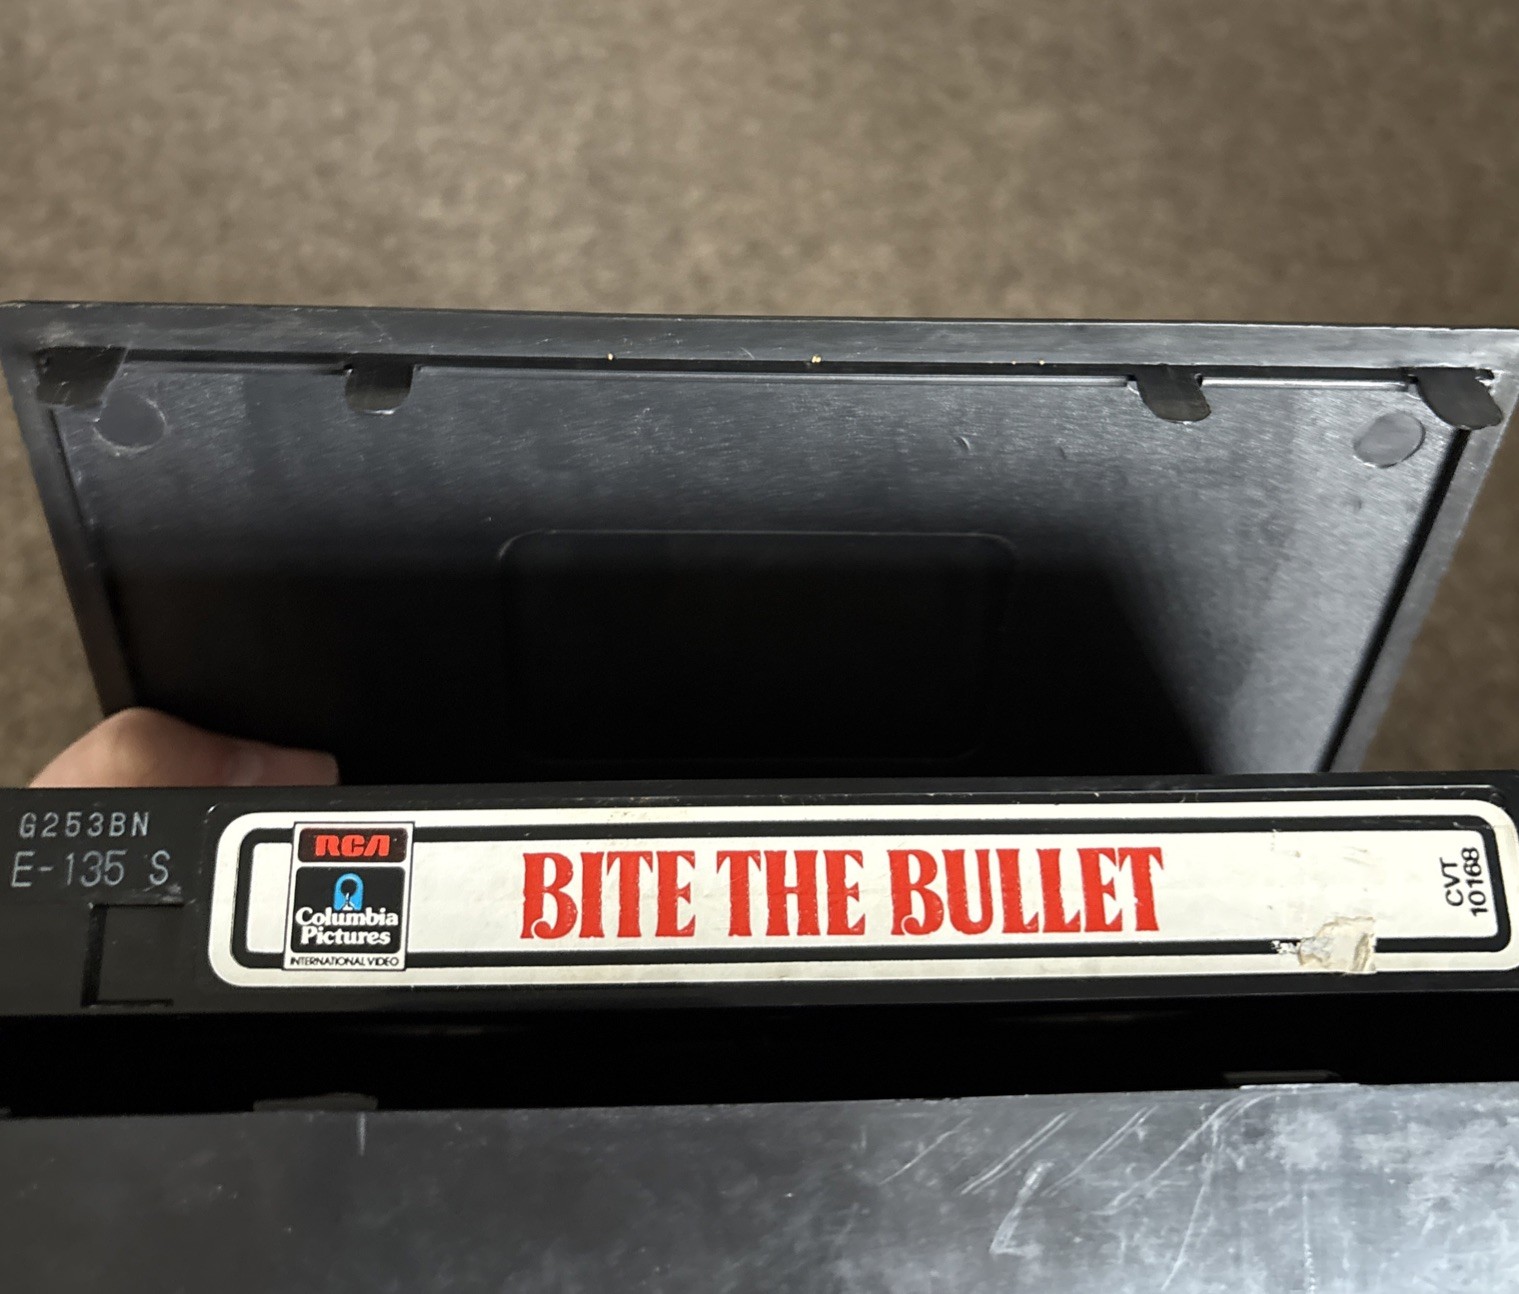 G253BN
E-135 S
RCA
Columbia
Pictures
INTERNATIONAL VIDEO
BITE THE BULLET
CVT
10168